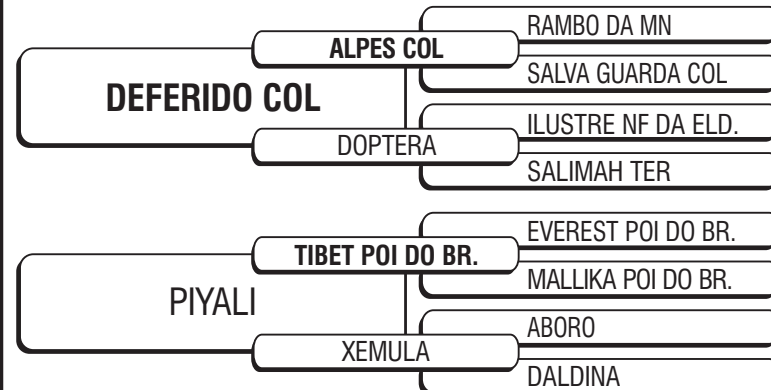 RAMBO DA MN
ALPES COL
SALVA GUARDA COL
DEFERIDO COL
ILUSTRE NF DA ELD.
DOPTERA
SALIMAH TER
EVEREST POI DO BR.
TIBET POI DO BR.
MALLIKA POI DO BR.
PIYALI
ABORO
XEMULA
DALDINA